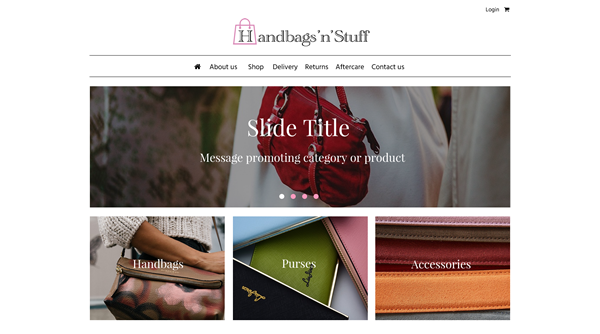 Login
Handbags'n'Stuff
About us Shop Delivery Returns Aftercare Contact us
Slide Title
Message promoting category or product
Handbags
Purses
Accessories